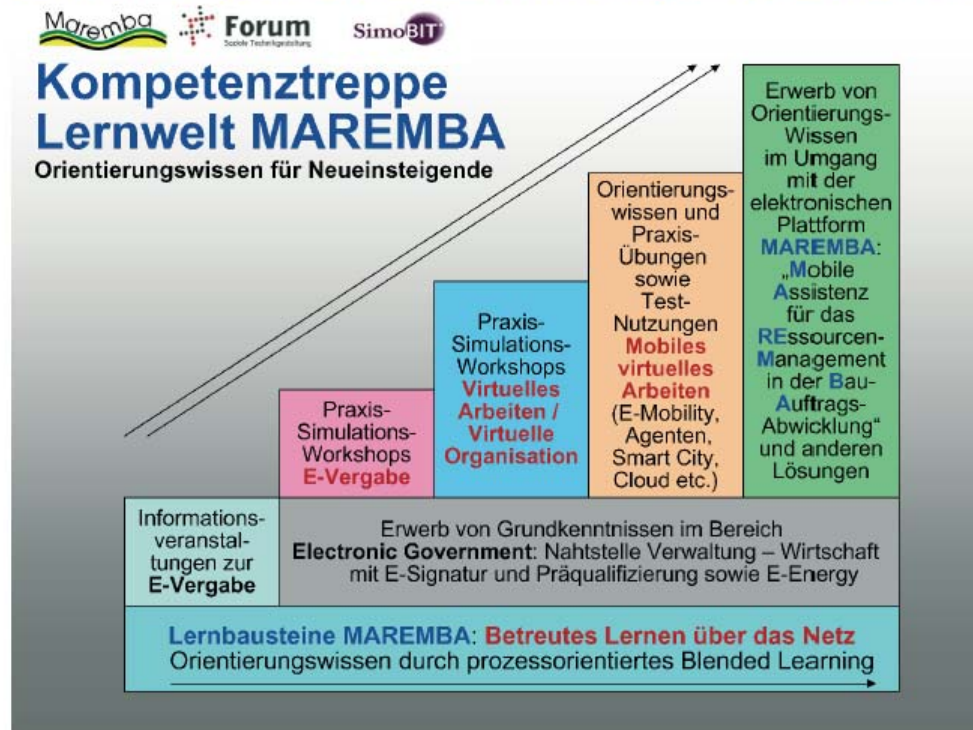 Maremba
Forum
Soziale Technikgestaltung
SimoBIT
Kompetenztreppe
Lernwelt MAREMBA
Orientierungswissen für Neueinsteigende
Informations-
veranstal-
tungen zur
E-Vergabe
Praxis-
Simulations-
Workshops
E-Vergabe
Praxis-
Simulations-
Workshops
Virtuelles
Arbeiten /
Virtuelle
Organisation
Orientierungs-
wissen und
Praxis-
Übungen
sowie
Test-
Nutzungen
Mobiles
virtuelles
Arbeiten
(E-Mobility,
Agenten,
Smart City,
Cloud etc.)
Erwerb von
Orientierungs-
Wissen
im Umgang
mit der
elektronischen
Plattform
MAREMBA:
„Mobile
Assistenz
für das
REssourcen-
Management
in der Bau-
Auftrags-
Abwicklung“
und anderen
Lösungen
Erwerb von Grundkenntnissen im Bereich
Electronic Government: Nahtstelle Verwaltung – Wirtschaft
mit E-Signatur und Präqualifizierung sowie E-Energy
Lernbausteine MAREMBA: Betreutes Lernen über das Netz
Orientierungswissen durch prozessorientiertes Blended Learning